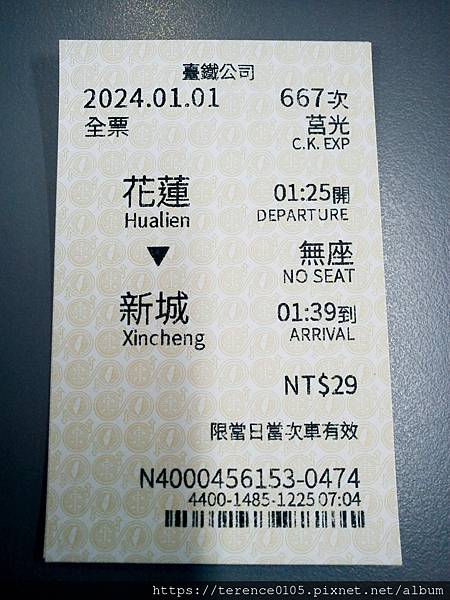 臺鐵公司
2024.01.01 667次
全票 莒光
C.K. EXP
花蓮 01:25開
Hualien DEPARTURE
▼ 無座
NO SEAT
新城 01:39到
Xincheng ARRIVAL
NT$29
限當日當次車有效
N4000456153-0474
4400-1485-1225 07:04
https://terence0105.pixnet.net/album